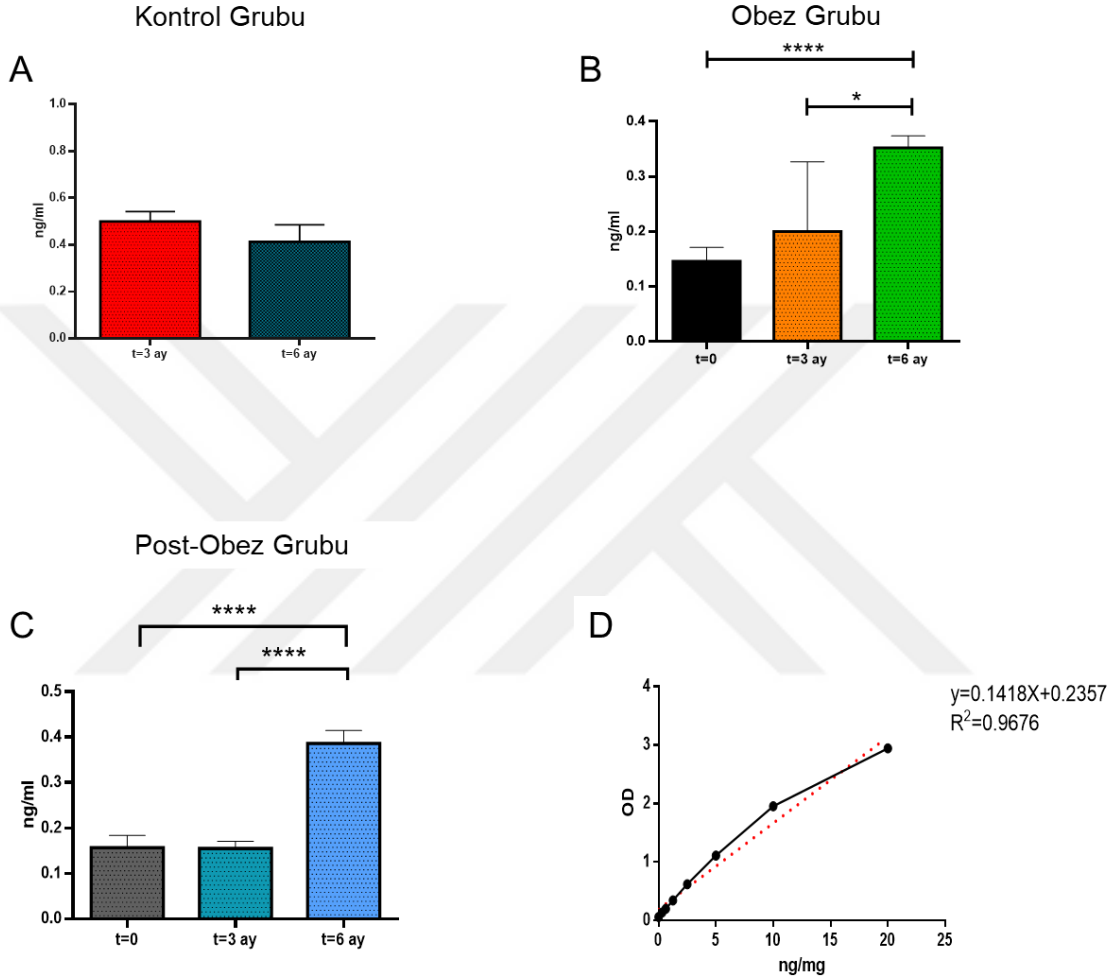 Kontrol Grubu
A
1.0
0.8
0.6
0.4
0.2
0.0
ng/ml
t=3 ay
t=6 ay
Obez Grubu
B
****
*
0.4
0.3
0.2
0.1
0.0
ng/ml
t=0
t=3 ay
t=6 ay
Post-Obez Grubu
C
****
****
0.5
0.4
0.3
0.2
0.1
0.0
ng/ml
t=0
t=3 ay
t=6 ay
D
y=0.1418X+0.2357
R²=0.9676
4
3
2
1
0
OD
0
5
10
15
20
25
ng/mg